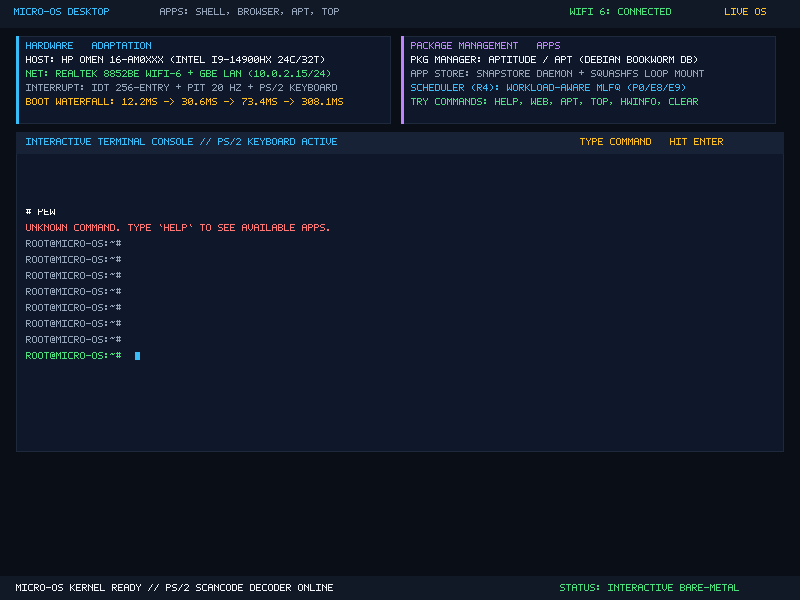 MICRO-OS DESKTOP APPS: SHELL, BROWSER, APT, TOP WIFI 6: CONNECTED LIVE OS
HARDWARE ADAPTATION
HOST: HP OMEN 16-AM0XXX (INTEL I9-14900HX 24C/32T)
NET: REALTEK 8852BE WIFI-6 + GBE LAN (10.0.2.15/24)
INTERRUPT: IDT 256-ENTRY + PIT 20 HZ + PS/2 KEYBOARD
BOOT WATERFALL: 12.2MS -> 30.6MS -> 73.4MS -> 308.1MS
PACKAGE MANAGEMENT APPS
PKG MANAGER: APTITUDE / APT (DEBIAN BOOKWORM DB)
APP STORE: SNAPSTORE DAEMON + SQUASHFS LOOP MOUNT
SCHEDULER (R4): WORKLOAD-AWARE MLFQ (P0/E8/E9)
TRY COMMANDS: HELP, WEB, APT, TOP, HWINFO, CLEAR
INTERACTIVE TERMINAL CONSOLE // PS/2 KEYBOARD ACTIVE TYPE COMMAND HIT ENTER
# PEW
UNKNOWN COMMAND. TYPE 'HELP' TO SEE AVAILABLE APPS.
ROOT@MICRO-OS:~#
ROOT@MICRO-OS:~#
ROOT@MICRO-OS:~#
ROOT@MICRO-OS:~#
ROOT@MICRO-OS:~#
ROOT@MICRO-OS:~#
ROOT@MICRO-OS:~#
ROOT@MICRO-OS:~#
MICRO-OS KERNEL READY // PS/2 SCANCODE DECODER ONLINE STATUS: INTERACTIVE BARE-METAL